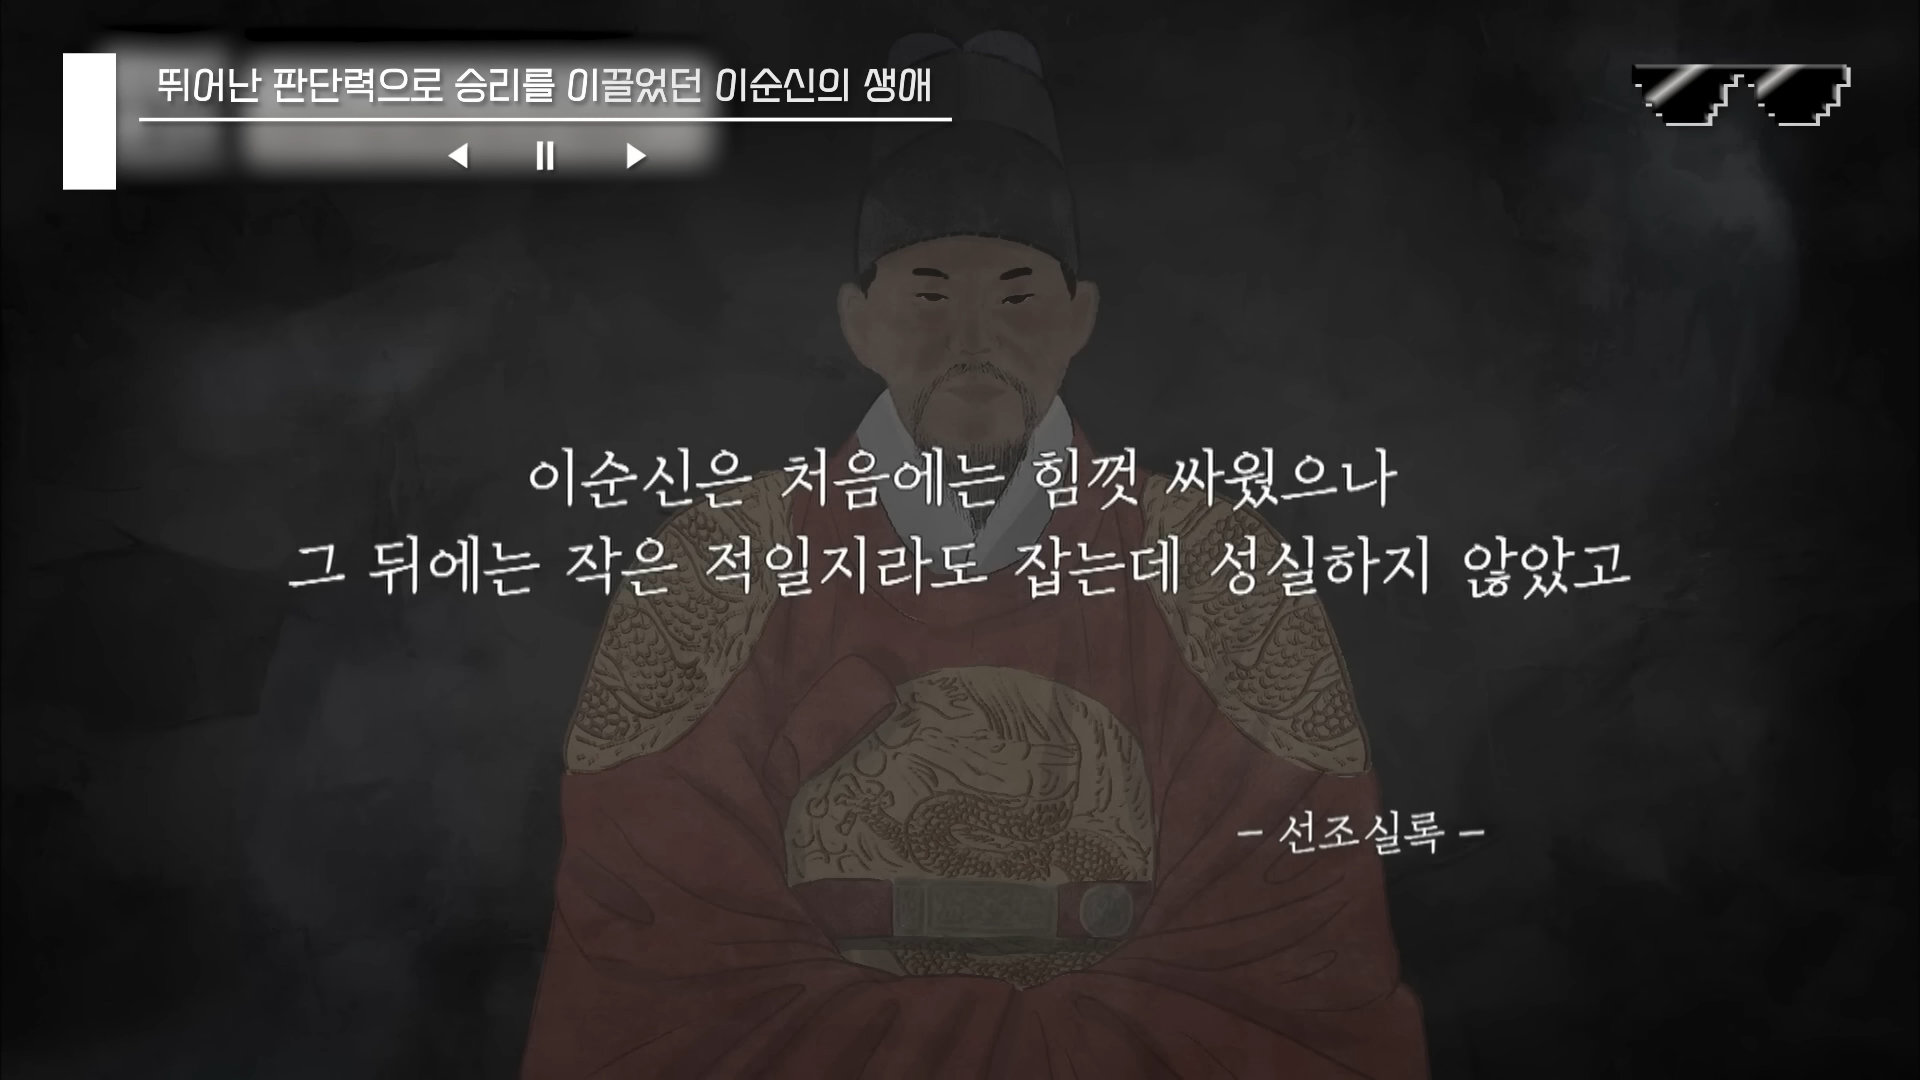 뛰어난 판단력으로 승리를 이끌었던 이순신의 생애
이순신은 처음에는 힘껏 싸웠으나
그 뒤에는 작은 적일지라도 잡는데 성실하지 않았고
- 선조실록 -